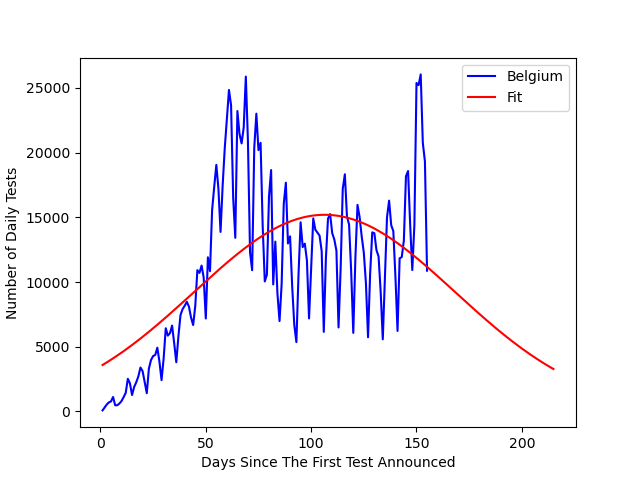 Belgium
Fit
25000
20000
15000
10000
5000
0
Number of Daily Tests
0 50 100 150 200
Days Since The First Test Announced